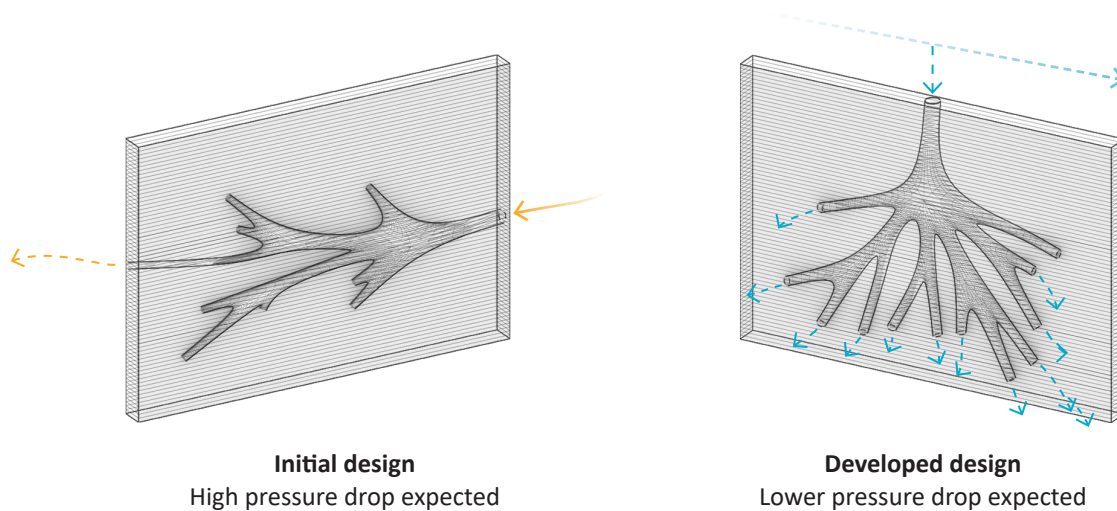 Initial design
High pressure drop expected
Developed design
Lower pressure drop expected